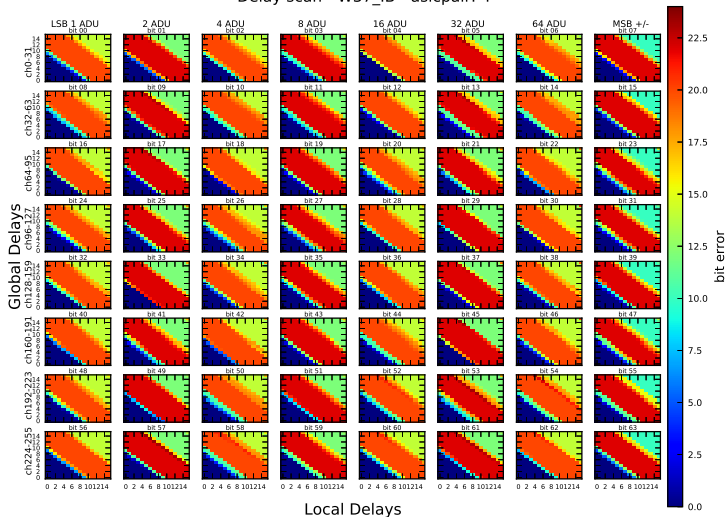 LSB 1 ADU 2 ADU 4 ADU 8 ADU 16 ADU 32 ADU 64 ADU MSB +/-
bit 00 bit 01 bit 02 bit 03 bit 04 bit 05 bit 06 bit 07
ch0-31
bit 08 bit 09 bit 10 bit 11 bit 12 bit 13 bit 14 bit 15
ch32-63
bit 16 bit 17 bit 18 bit 19 bit 20 bit 21 bit 22 bit 23
ch64-95
bit 24 bit 25 bit 26 bit 27 bit 28 bit 29 bit 30 bit 31
ch96-127
bit 32 bit 33 bit 34 bit 35 bit 36 bit 37 bit 38 bit 39
ch128-159
bit 40 bit 41 bit 42 bit 43 bit 44 bit 45 bit 46 bit 47
ch160-191
bit 48 bit 49 bit 50 bit 51 bit 52 bit 53 bit 54 bit 55
ch192-223
bit 56 bit 57 bit 58 bit 59 bit 60 bit 61 bit 62 bit 63
ch224-255
14
12
10
8
6
4
2
0
0 2 4 6 8 10 12 14
Global Delays
Local Delays
22.5
20.0
17.5
15.0
12.5
10.0
7.5
5.0
2.5
0.0
bit error